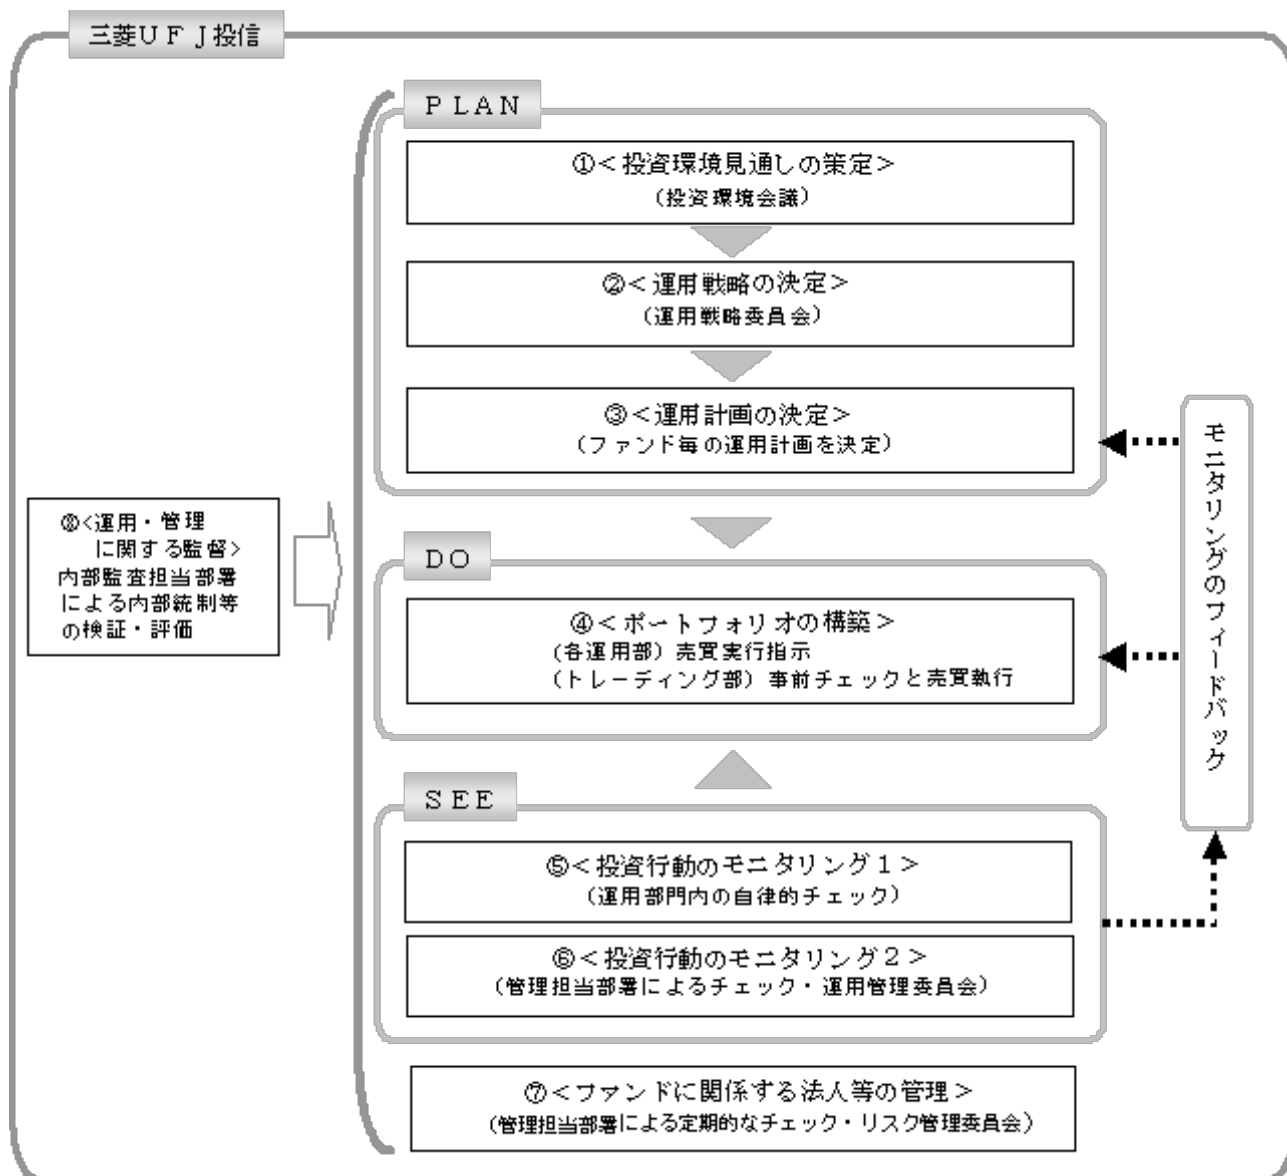 三菱ＵＦＪ投信
ＰＬＡＮ
①＜投資環境見通しの策定＞
（投資環境会議）
②＜運用戦略の決定＞
（運用戦略委員会）
③＜運用計画の決定＞
（ファンド毎の運用計画を決定）
⑧<運用・管理
に関する監督>
内部監査担当部署
による内部統制等
の検証・評価
ＤＯ
④＜ポートフォリオの構築＞
（各運用部）売買実行指示
（トレーディング部）事前チェックと売買執行
モニタリングのフィードバック
ＳＥＥ
⑤＜投資行動のモニタリング１＞
（運用部門内の自律的チェック）
⑥＜投資行動のモニタリング２＞
（管理担当部署によるチェック・運用管理委員会）
⑦＜ファンドに関係する法人等の管理＞
（管理担当部署による定期的なチェック・リスク管理委員会）